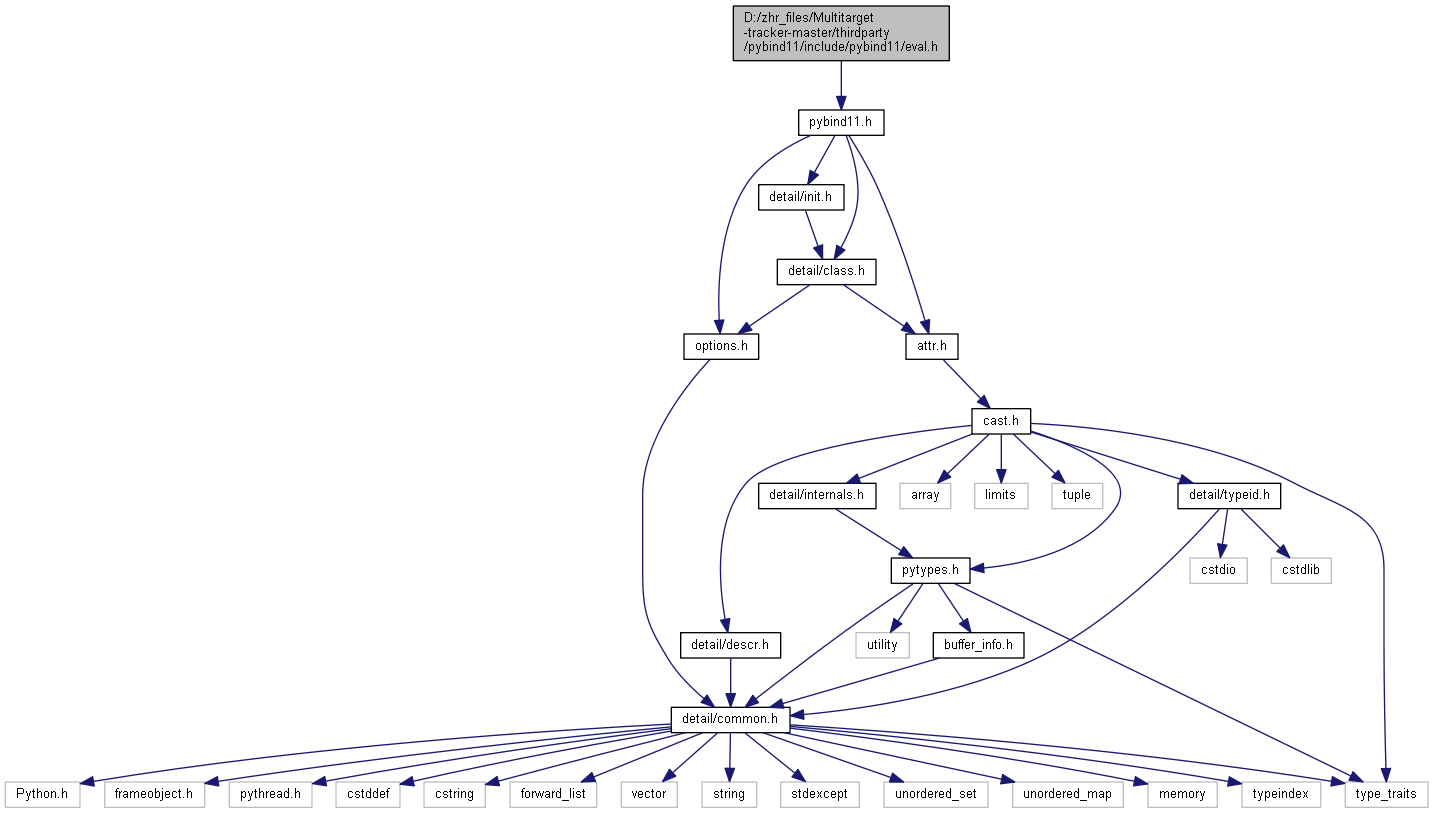 D:/zhr_files/Multitarget
-tracker-master/thirdparty
/pybind11/include/pybind11/eval.h
pybind11.h
detail/init.h
detail/class.h
options.h
attr.h
cast.h
detail/internals.h
array
limits
tuple
detail/typeid.h
pytypes.h
cstdio
cstdlib
detail/descr.h
utility
buffer_info.h
detail/common.h
Python.h
frameobject.h
pythread.h
cstddef
cstring
forward_list
vector
string
stdexcept
unordered_set
unordered_map
memory
typeindex
type_traits